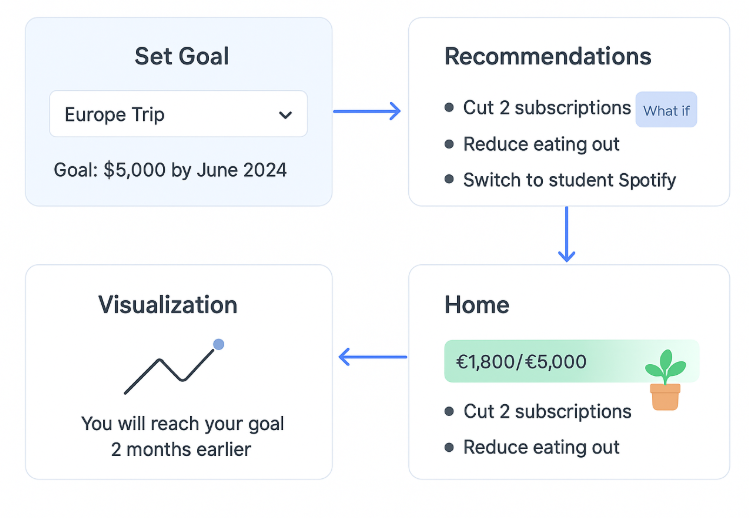 Set Goal
Europe Trip
Goal: $5,000 by June 2024
Recommendations
Cut 2 subscriptions What if
Reduce eating out
Switch to student Spotify
Home
€1,800/€5,000
Cut 2 subscriptions
Reduce eating out
Visualization
You will reach your goal
2 months earlier